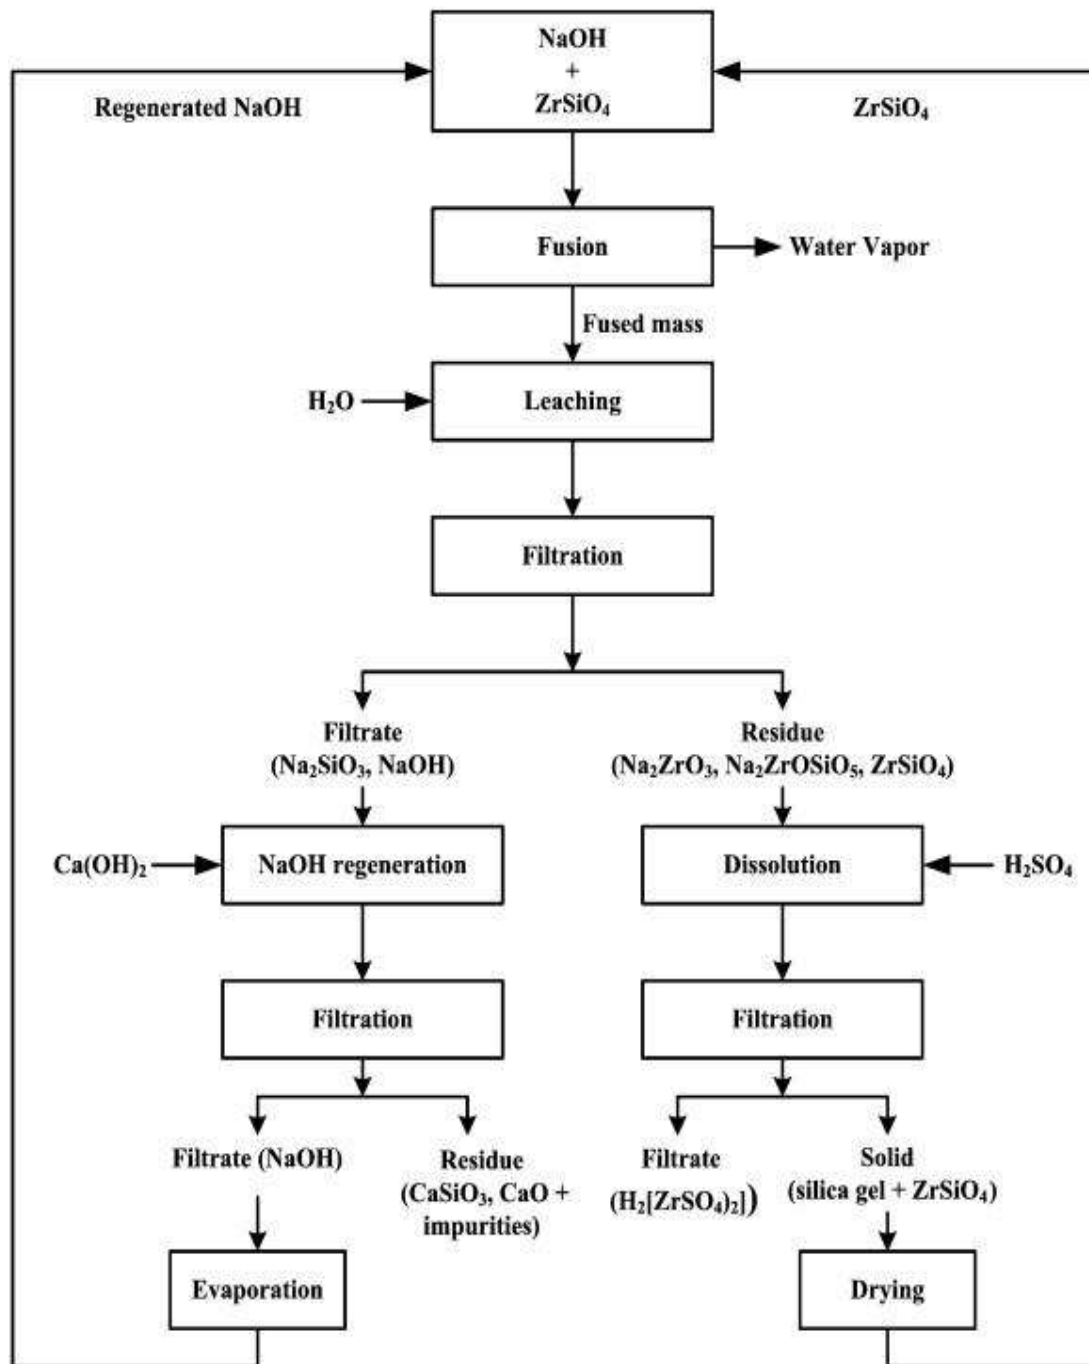 NaOH
+
ZrSiO₄
Regenerated NaOH
ZrSiO₄
Fusion
Water Vapor
Fused mass
H₂O
Leaching
Filtration
Filtrate
(Na₂SiO₃, NaOH)
Residue
(Na₂ZrO₃, Na₂ZrOSiO₅, ZrSiO₄)
Ca(OH)₂
NaOH regeneration
Dissolution
H₂SO₄
Filtration
Filtration
Filtrate (NaOH)
Residue
(CaSiO₃, CaO +
impurities)
Filtrate
(H₂[ZrSO₄)₂])
Solid
(silica gel + ZrSiO₄)
Evaporation
Drying